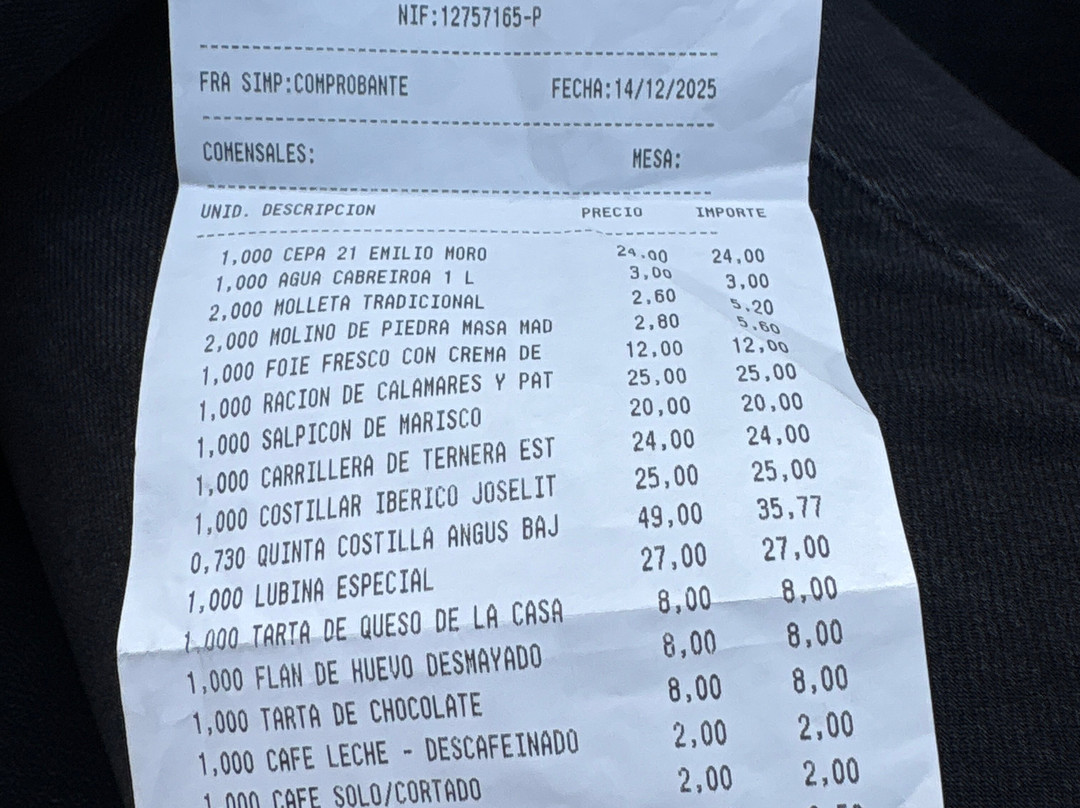 NIF:12757165-P
FRA SIMP:COMPROBANTE FECHA:14/12/2025
COMENSALES: MESA:
UNID. DESCRIPCION PRECIO IMPORTE
1,000 CEPA 21 EMILIO MORO 24,00 24,00
1,000 AGUA CABREIROA 1 L 3,00 3,00
2,000 MOLLETA TRADICIONAL 2,60 5,20
2,000 MOLINO DE PIEDRA MASA MAD 2,80 5,60
1,000 FOIE FRESCO CON CREMA DE 12,00 12,00
1,000 RACION DE CALAMARES Y PAT 25,00 25,00
1,000 SALPICON DE MARISCO 20,00 20,00
1,000 CARRILLERA DE TERNERA EST 24,00 24,00
1,000 COSTILLAR IBERICO JOSELIT 25,00 25,00
0,730 QUINTA COSTILLA ANGUS BAJ 49,00 35,77
1,000 LUBINA ESPECIAL 27,00 27,00
1,000 TARTA DE QUESO DE LA CASA 8,00 8,00
1,000 FLAN DE HUEVO DESMAYADO 8,00 8,00
1,000 TARTA DE CHOCOLATE 8,00 8,00
1,000 CAFE LECHE - DESCAFEINADO 2,00 2,00
1,000 CAFE SOLO/CORTADO 2,00 2,00